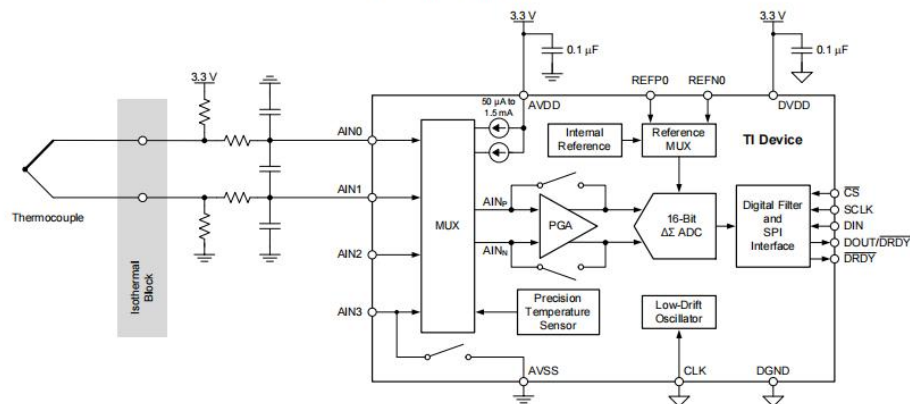 3.3 V
3.3 V
0.1 μF
0.1 μF
3.3 V
REFP0
REFN0
AVDD
DVDD
50 μA to
1.5 mA
Internal
Reference
Reference
MUX
TI Device
AIN0
AIN1
AIN2
AIN3
MUX
AINP
AINN
PGA
16-Bit
ΔΣ ADC
Digital Filter
and
SPI
Interface
CS
SCLK
DIN
DOUT/DRDY
DRDY
Thermocouple
Isothermal
Block
Precision
Temperature
Sensor
Low-Drift
Oscillator
AVSS
CLK
DGND